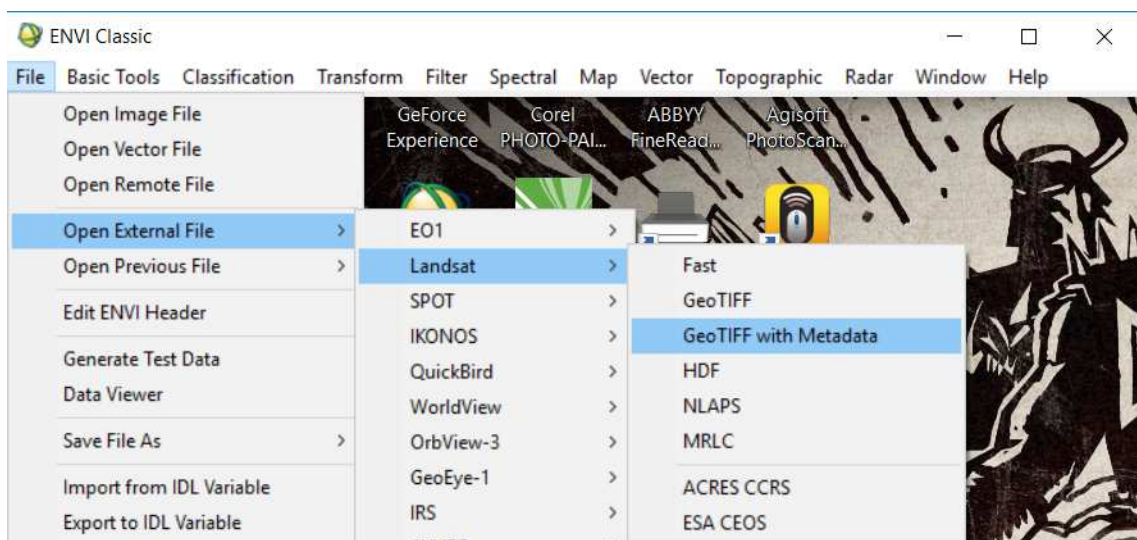 ENVI Classic
File Basic Tools Classification Transform Filter Spectral Map Vector Topographic Radar Window Help
Open Image File
Open Vector File
Open Remote File
Open External File
Open Previous File
Edit ENVI Header
Generate Test Data
Data Viewer
Save File As
Import from IDL Variable
Export to IDL Variable
EO1
Landsat
SPOT
IKONOS
QuickBird
WorldView
OrbView-3
GeoEye-1
IRS
Fast
GeoTIFF
GeoTIFF with Metadata
HDF
NLAPS
MRLC
ACRES CCRS
ESA CEOS
GeForce
Experience
Corel
PHOTO-PAI...
ABBYY
FineRead...
Agisoft
PhotoScan...